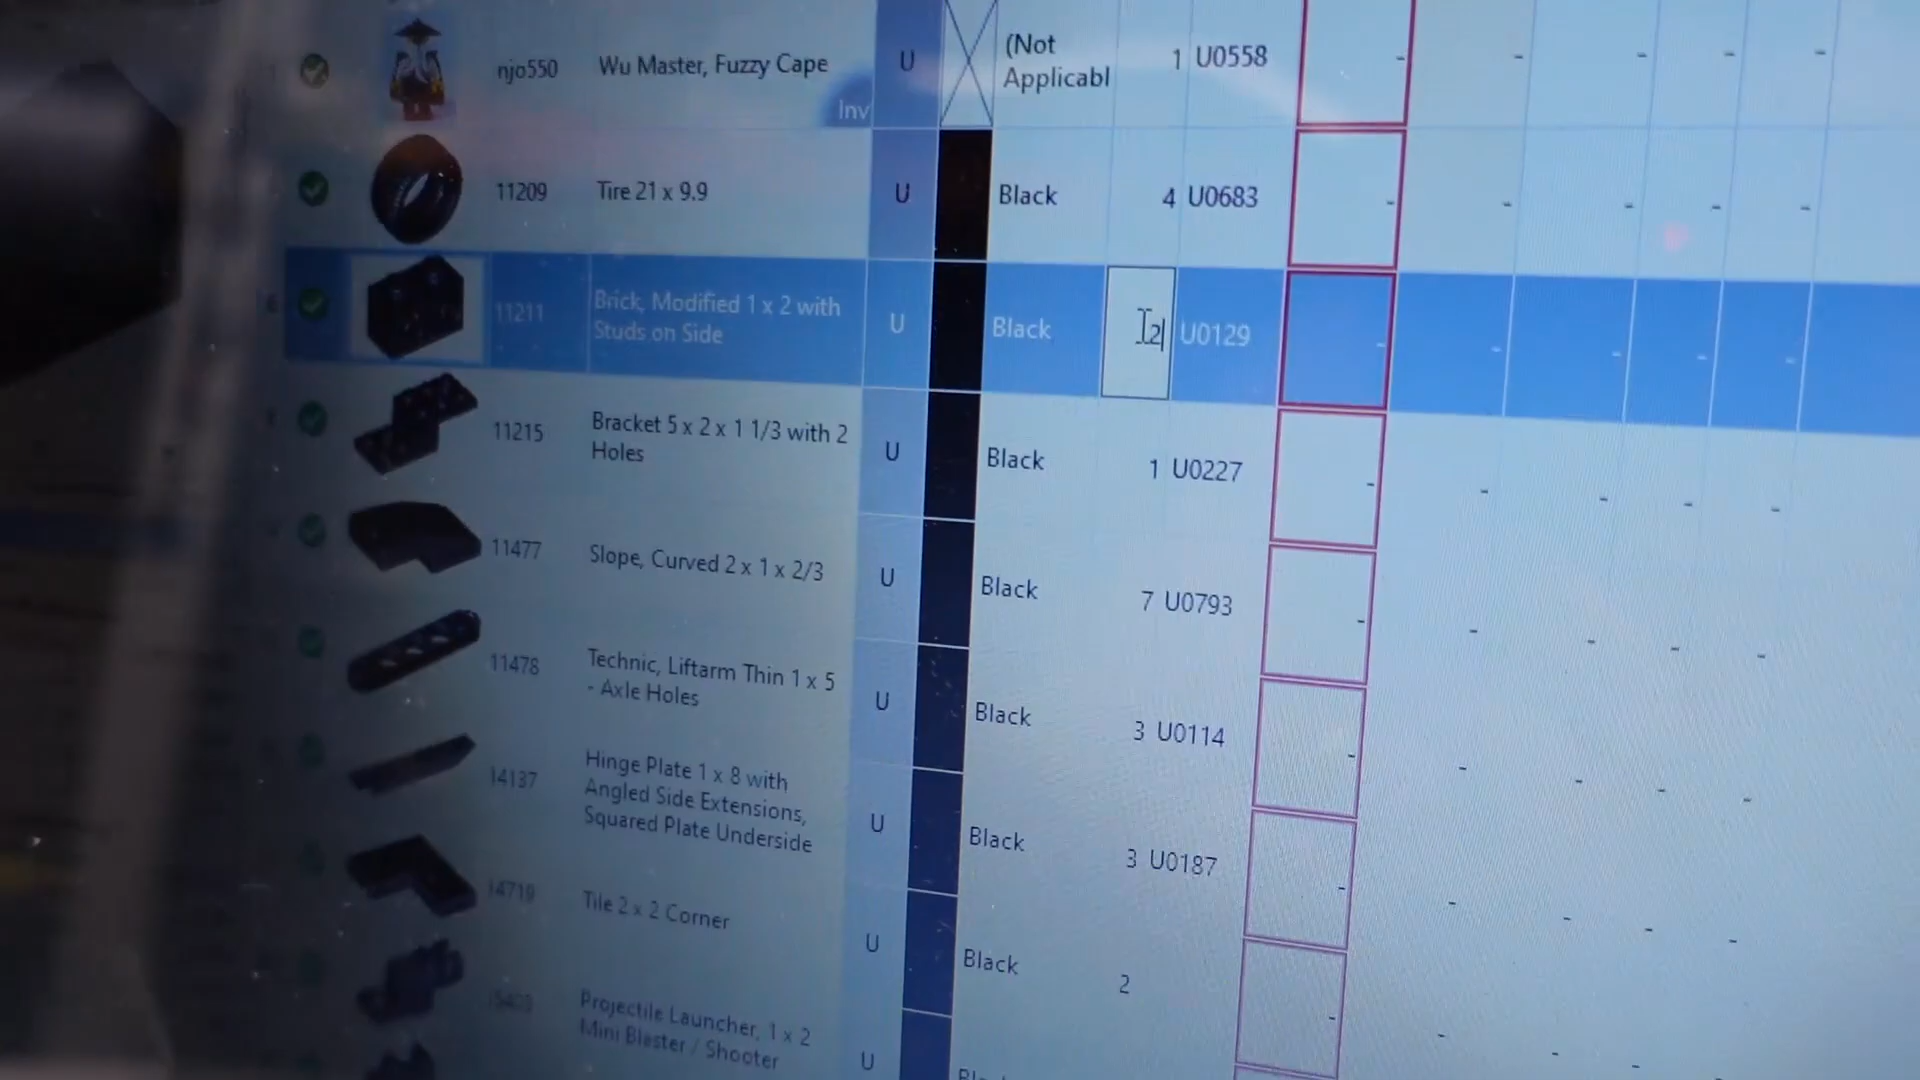 njo550 Wu Master, Fuzzy Cape U (Not 1 U0558
Applicabl
Inv
11209 Tire 21 x 9.9 U Black 4 U0683
11211 Brick, Modified 1 x 2 with U Black 2 U0129
Studs on Side
11215 Bracket 5 x 2 x 1 1/3 with 2 U Black 1 U0227
Holes
11477 Slope, Curved 2 x 1 x 2/3 U Black 7 U0793
11478 Technic, Liftarm Thin 1 x 5 U Black 3 U0114
- Axle Holes
14137 Hinge Plate 1 x 8 with U Black 3 U0187
Angled Side Extensions,
Squared Plate Underside
14719 Tile 2 x 2 Corner U Black 2
Projectile Launcher, 1 x 2 U
Mini Blaster / Shooter